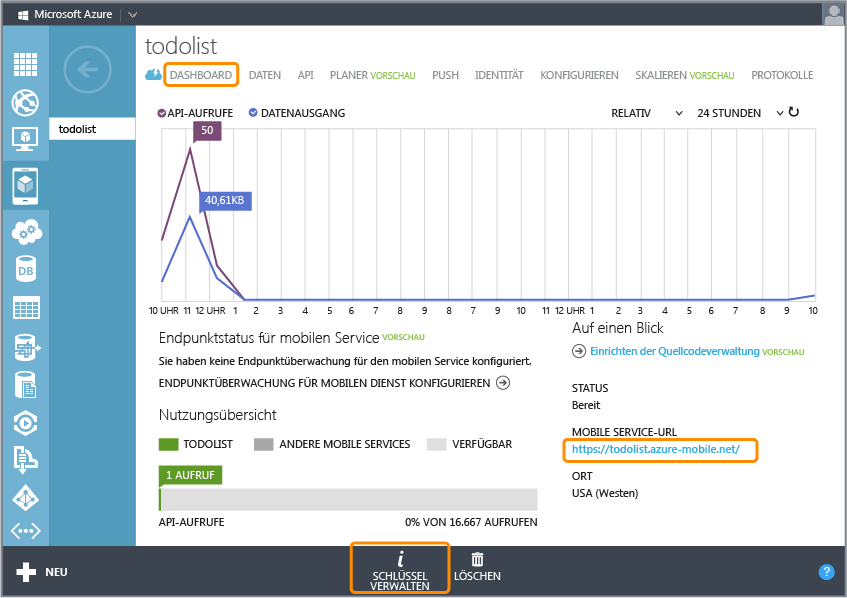 Microsoft Azure
todolist
todolist
DASHBOARD DATEN API PLANER VORSCHAU PUSH IDENTITÄT KONFIGURIEREN SKALIEREN VORSCHAU PROTOKOLLE
API-AUFRUFE DATENAUSGANG RELATIV 24 STUNDEN
50
40,61KB
10 UHR 11 12 UHR 1 2 3 4 5 6 7 8 9 10 11 12 UHR 1 2 3 4 5 6 7 8 9 10
Endpunktstatus für mobilen Service VORSCHAU
Sie haben keine Endpunktüberwachung für den mobilen Service konfiguriert.
ENDPUNKTÜBERWACHUNG FÜR MOBILEN DIENST KONFIGURIEREN
Nutzungsübersicht
TODOLIST ANDERE MOBILE SERVICES VERFÜGBAR
1 AUFRUF
API-AUFRUFE 0% VON 16.667 AUFRUFEN
Auf einen Blick
Einrichten der Quellcodeverwaltung VORSCHAU
STATUS
Bereit
MOBILE SERVICE-URL
https://todolist.azure-mobile.net/
ORT
USA (Westen)
DB
NEU
i
SCHLÜSSEL
VERWALTEN
LÖSCHEN
?